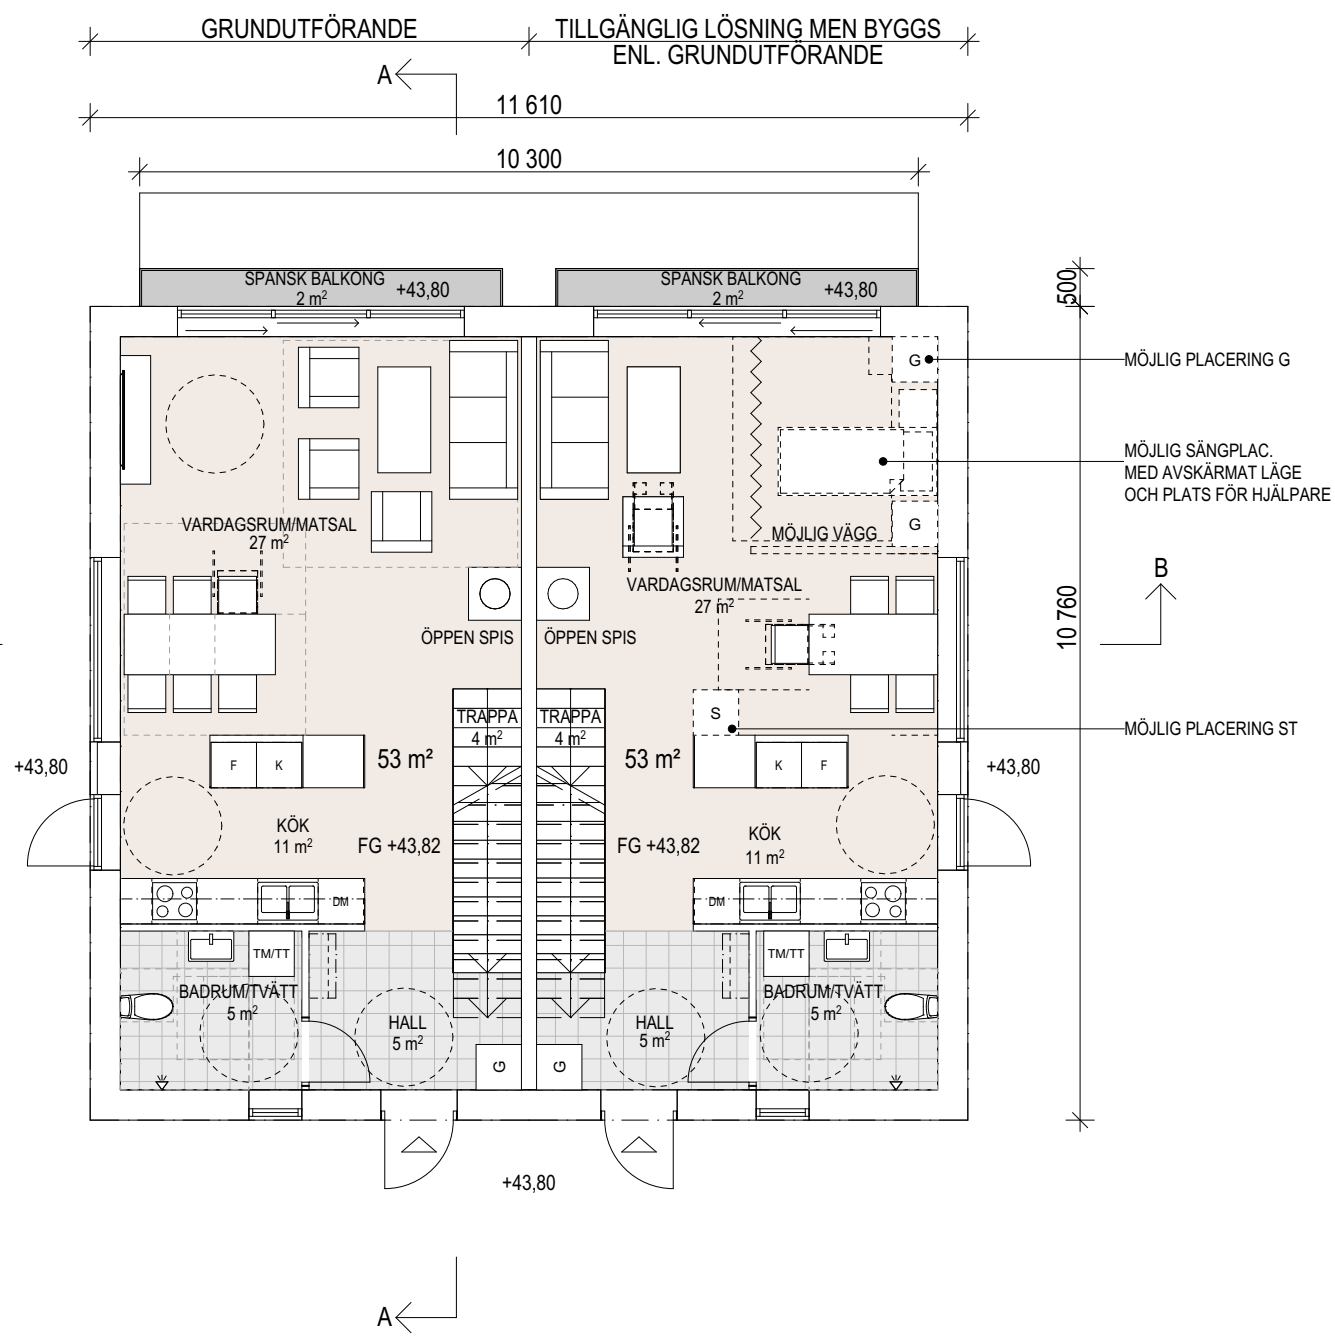 GRUNDUTFÖRANDE
TILLGÄNGLIG LÖSNING MEN BYGGS
ENL. GRUNDUTFÖRANDE
A
11 610
10 300
SPANSK BALKONG
2 m²
+43,80
SPANSK BALKONG
2 m²
+43,80
500
G
MÖJLIG PLACERING G
MÖJLIG SÄNGPLAC.
MED AVSKÄRMAT LÄGE
OCH PLATS FÖR HJÄLPARE
G
MÖJLIG VÄGG
VARDAGSRUM/MATSAL
27 m²
VARDAGSRUM/MATSAL
27 m²
B
10 760
ÖPPEN SPIS
ÖPPEN SPIS
TRAPPA
4 m²
TRAPPA
4 m²
S
MÖJLIG PLACERING ST
53 m²
53 m²
F
K
K
F
+43,80
+43,80
KÖK
11 m²
FG +43,82
FG +43,82
KÖK
11 m²
DM
DM
TM/TT
TM/TT
BADRUM/TVÄTT
5 m²
BADRUM/TVÄTT
5 m²
HALL
5 m²
HALL
5 m²
G
G
+43,80
A